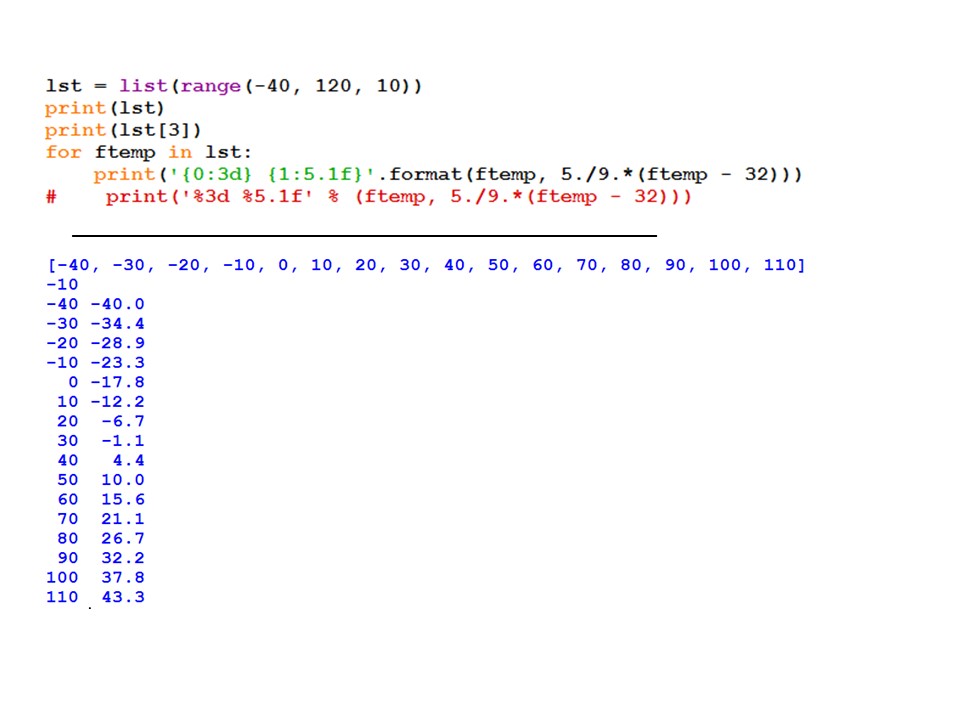 lst = list(range(-40, 120, 10))
print(lst)
print(lst[3])
for ftemp in lst:
    print('{0:3d} {1:5.1f}'.format(ftemp, 5./9.*(ftemp - 32)))
#    print('%3d %5.1f' % (ftemp, 5./9.*(ftemp - 32)))
[-40, -30, -20, -10, 0, 10, 20, 30, 40, 50, 60, 70, 80, 90, 100, 110]
-10
-40 -40.0
-30 -34.4
-20 -28.9
-10 -23.3
  0 -17.8
 10 -12.2
 20  -6.7
 30  -1.1
 40   4.4
 50  10.0
 60  15.6
 70  21.1
 80  26.7
 90  32.2
100  37.8
110  43.3